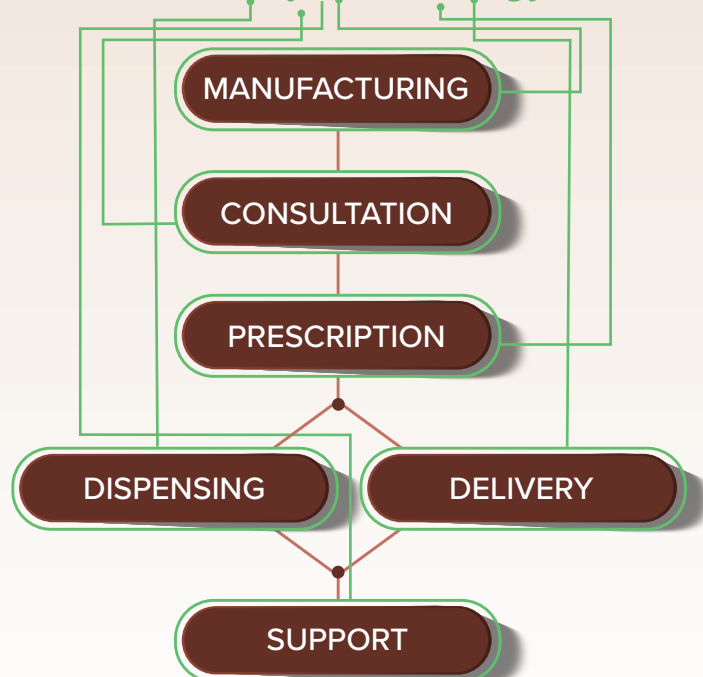 MANUFACTURING
CONSULTATION
PRESCRIPTION
DISPENSING
DELIVERY
SUPPORT